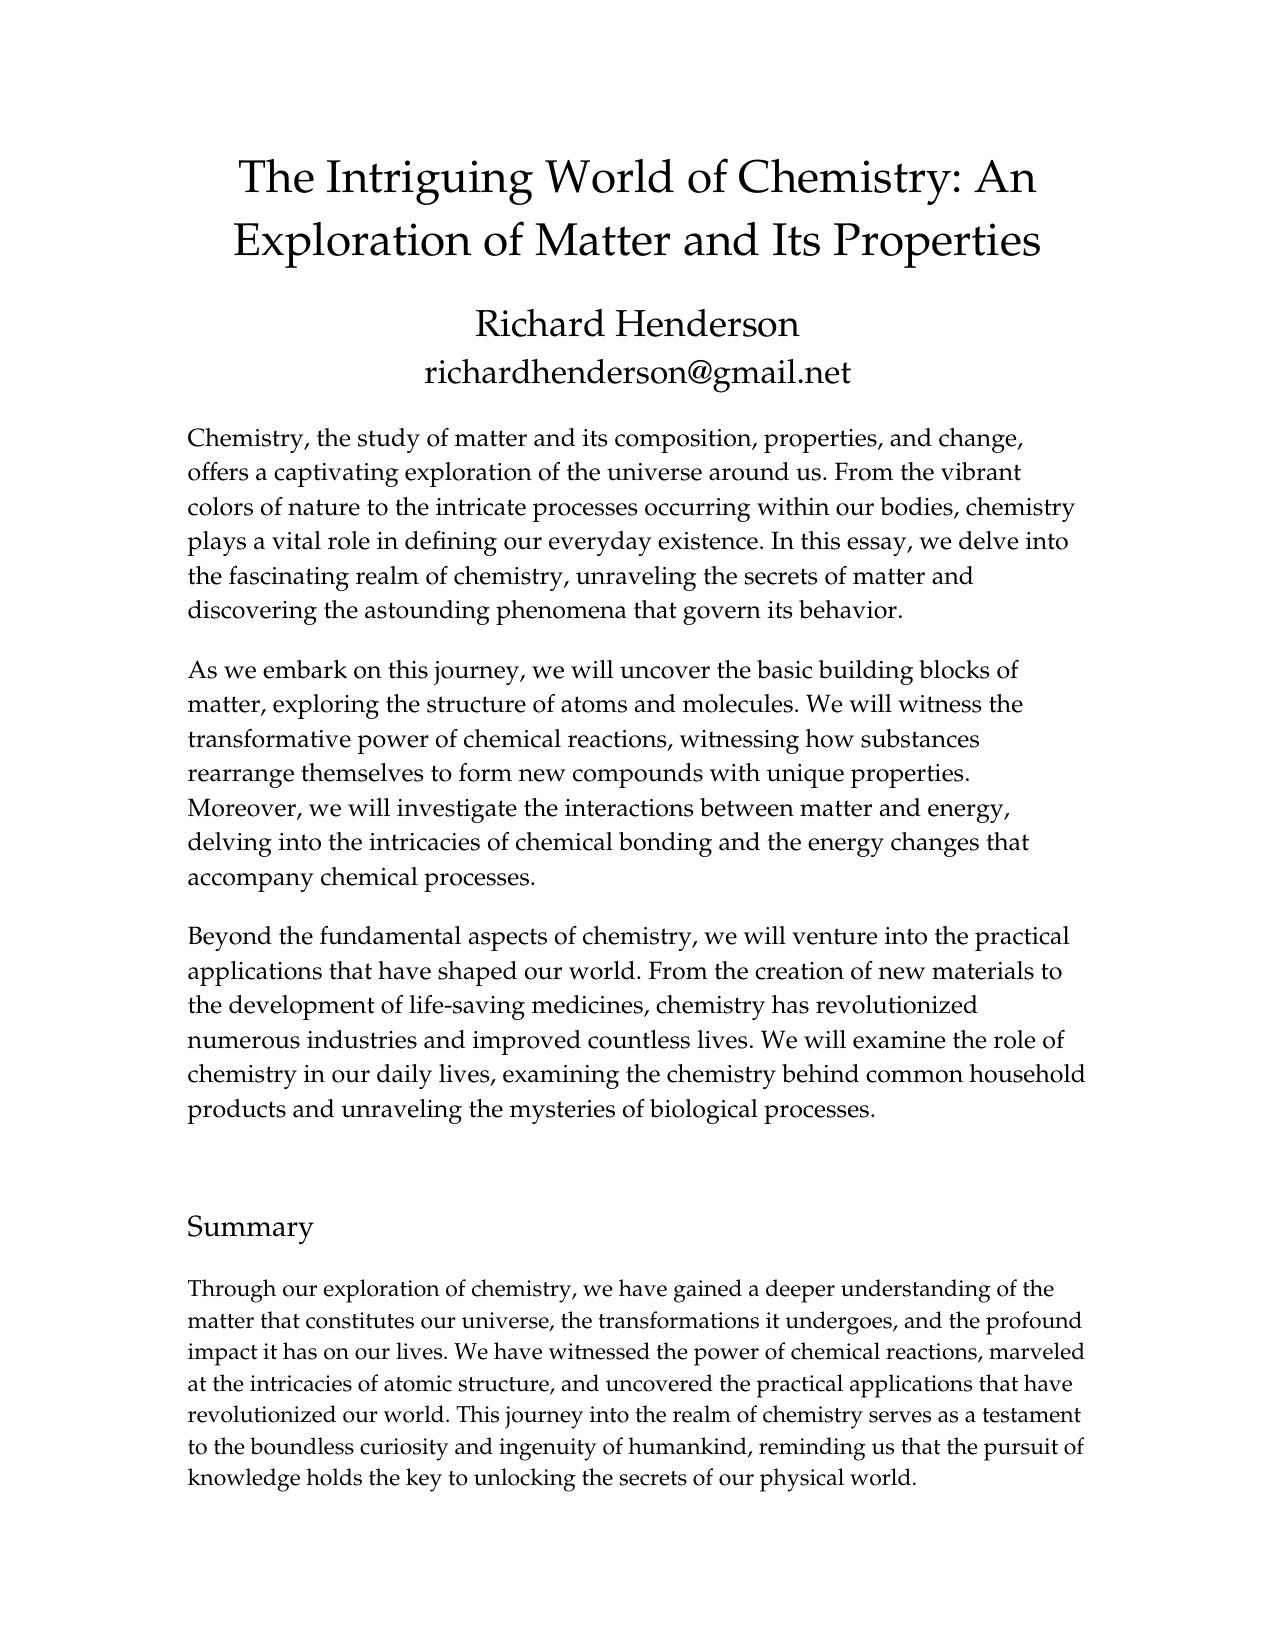 The Intriguing World of Chemistry: An
Exploration of Matter and Its Properties
Richard Henderson
richardhenderson@gmail.net
Chemistry, the study of matter and its composition, properties, and change,
offers a captivating exploration of the universe around us. From the vibrant
colors of nature to the intricate processes occurring within our bodies, chemistry
plays a vital role in defining our everyday existence. In this essay, we delve into
the fascinating realm of chemistry, unraveling the secrets of matter and
discovering the astounding phenomena that govern its behavior.
As we embark on this journey, we will uncover the basic building blocks of
matter, exploring the structure of atoms and molecules. We will witness the
transformative power of chemical reactions, witnessing how substances
rearrange themselves to form new compounds with unique properties.
Moreover, we will investigate the interactions between matter and energy,
delving into the intricacies of chemical bonding and the energy changes that
accompany chemical processes.
Beyond the fundamental aspects of chemistry, we will venture into the practical
applications that have shaped our world. From the creation of new materials to
the development of life-saving medicines, chemistry has revolutionized
numerous industries and improved countless lives. We will examine the role of
chemistry in our daily lives, examining the chemistry behind common household
products and unraveling the mysteries of biological processes.
Summary
Through our exploration of chemistry, we have gained a deeper understanding of the
matter that constitutes our universe, the transformations it undergoes, and the profound
impact it has on our lives. We have witnessed the power of chemical reactions, marveled
at the intricacies of atomic structure, and uncovered the practical applications that have
revolutionized our world. This journey into the realm of chemistry serves as a testament
to the boundless curiosity and ingenuity of humankind, reminding us that the pursuit of
knowledge holds the key to unlocking the secrets of our physical world.